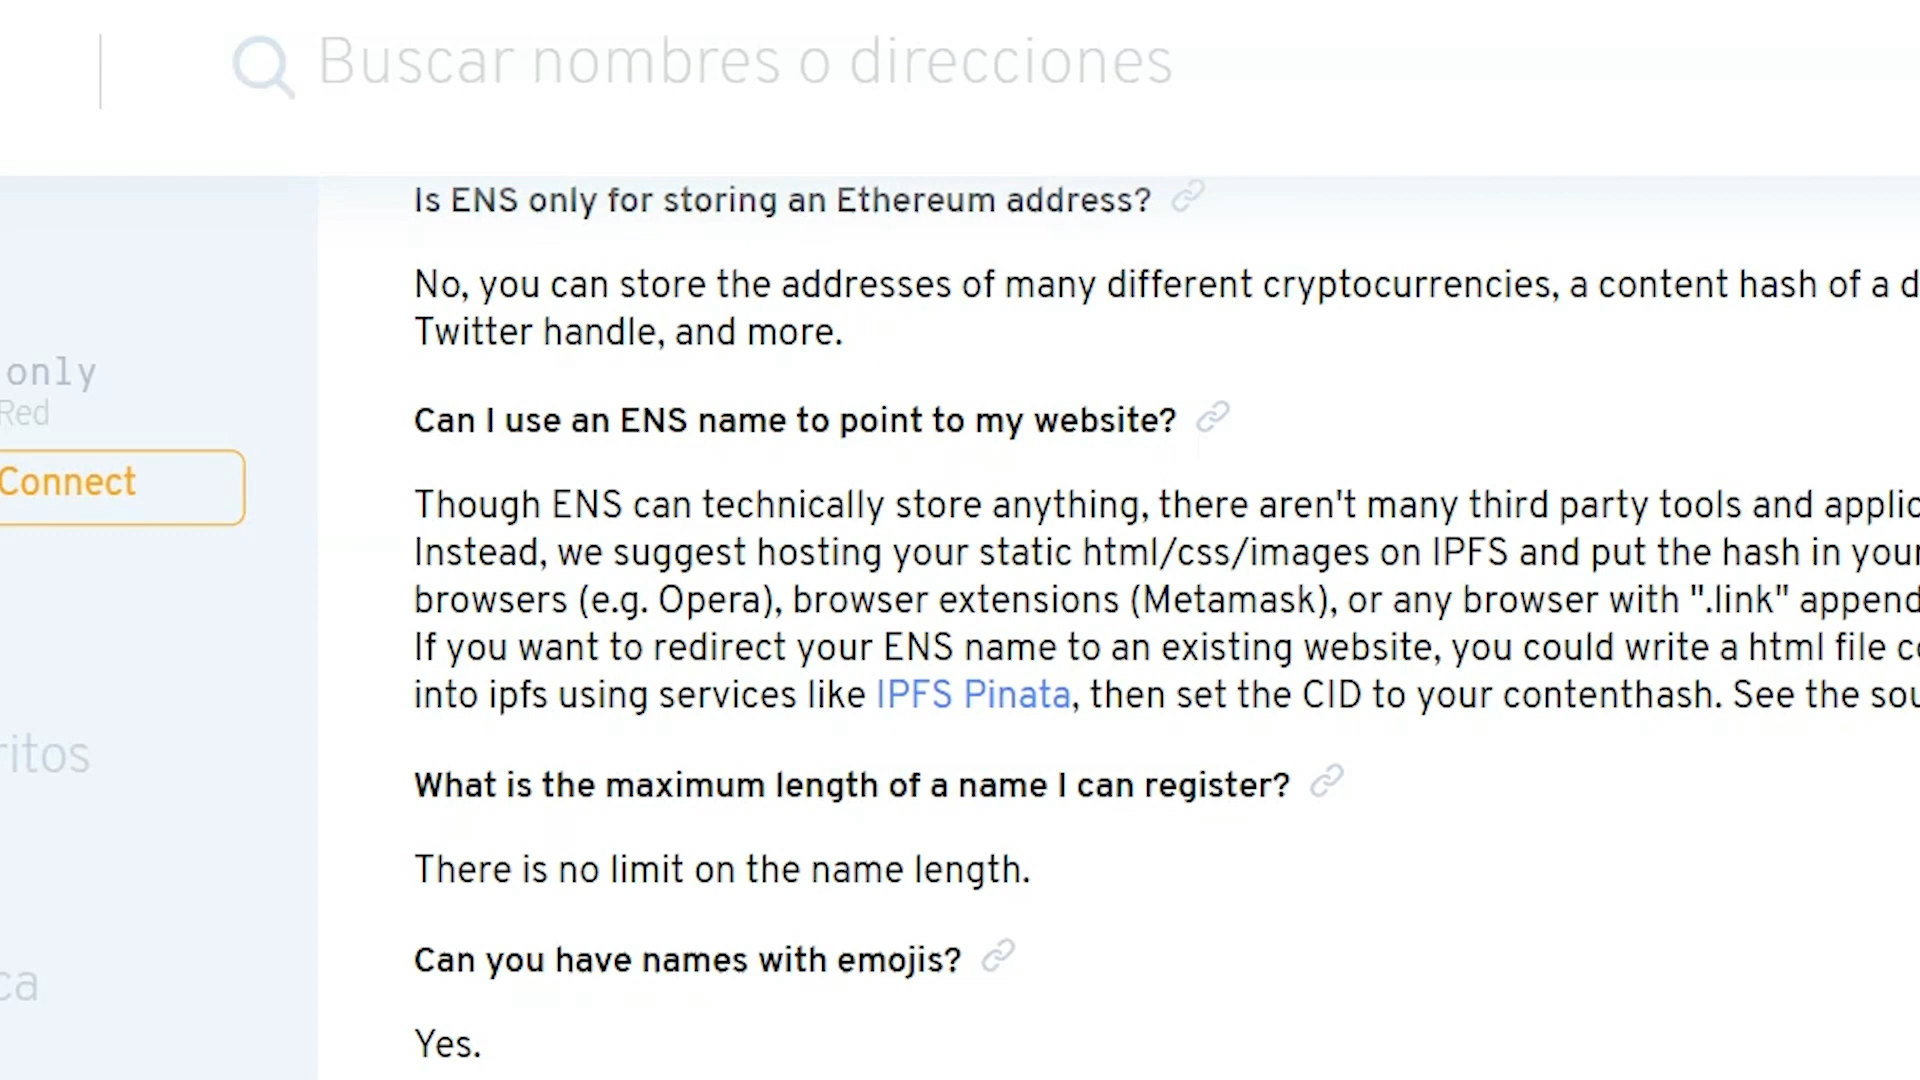 Buscar nombres o direcciones
Is ENS only for storing an Ethereum address?
No, you can store the addresses of many different cryptocurrencies, a content hash of a d
Twitter handle, and more.
only
Red
Can I use an ENS name to point to my website?
Connect
Though ENS can technically store anything, there aren't many third party tools and applic
Instead, we suggest hosting your static html/css/images on IPFS and put the hash in your
browsers (e.g. Opera), browser extensions (Metamask), or any browser with ".link" append
If you want to redirect your ENS name to an existing website, you could write a html file co
into ipfs using services like IPFS Pinata, then set the CID to your contenthash. See the sou
ritos
What is the maximum length of a name I can register?
There is no limit on the name length.
Can you have names with emojis?
ca
Yes.